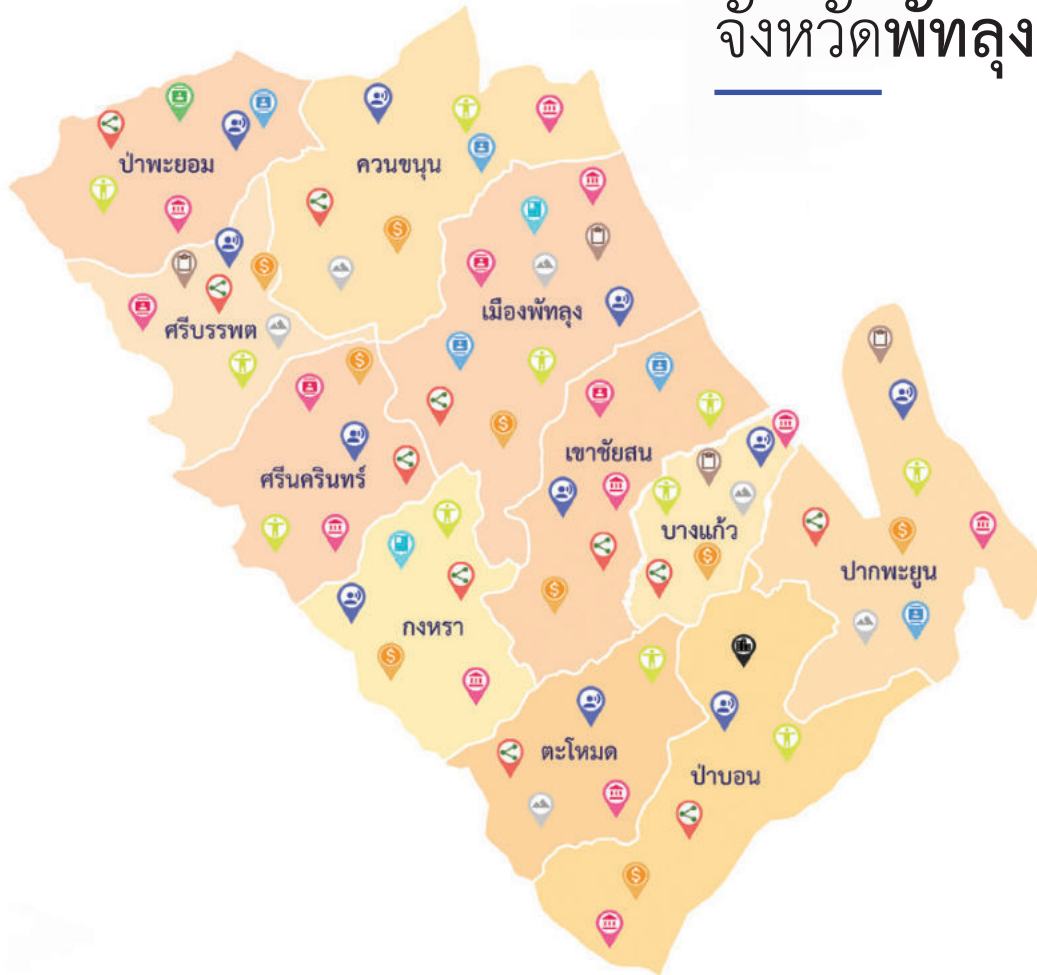 จังหวัดพัทลุง
ป่าพะยอม
ควนขนุน
ศรีบรรพต
เมืองพัทลุง
ศรีนครินทร์
เขาชัยสน
บางแก้ว
ปากพะยูน
กงหรา
ตะโหมด
ป่าบอน